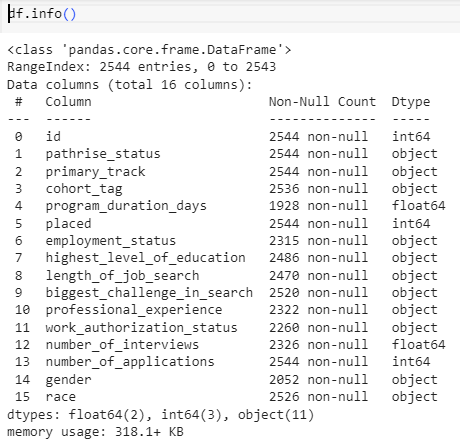 df.info()
<class 'pandas.core.frame.DataFrame'>
RangeIndex: 2544 entries, 0 to 2543
Data columns (total 16 columns):
 #   Column                       Non-Null Count  Dtype
---  ------                       --------------  -----
 0   id                           2544 non-null   int64
 1   pathrise_status              2544 non-null   object
 2   primary_track                2544 non-null   object
 3   cohort_tag                   2536 non-null   object
 4   program_duration_days        1928 non-null   float64
 5   placed                       2544 non-null   int64
 6   employment_status            2315 non-null   object
 7   highest_level_of_education   2486 non-null   object
 8   length_of_job_search         2470 non-null   object
 9   biggest_challenge_in_search  2520 non-null   object
 10  professional_experience      2322 non-null   object
 11  work_authorization_status    2260 non-null   object
 12  number_of_interviews         2326 non-null   float64
 13  number_of_applications       2544 non-null   int64
 14  gender                       2052 non-null   object
 15  race                         2526 non-null   object
dtypes: float64(2), int64(3), object(11)
memory usage: 318.1+ KB